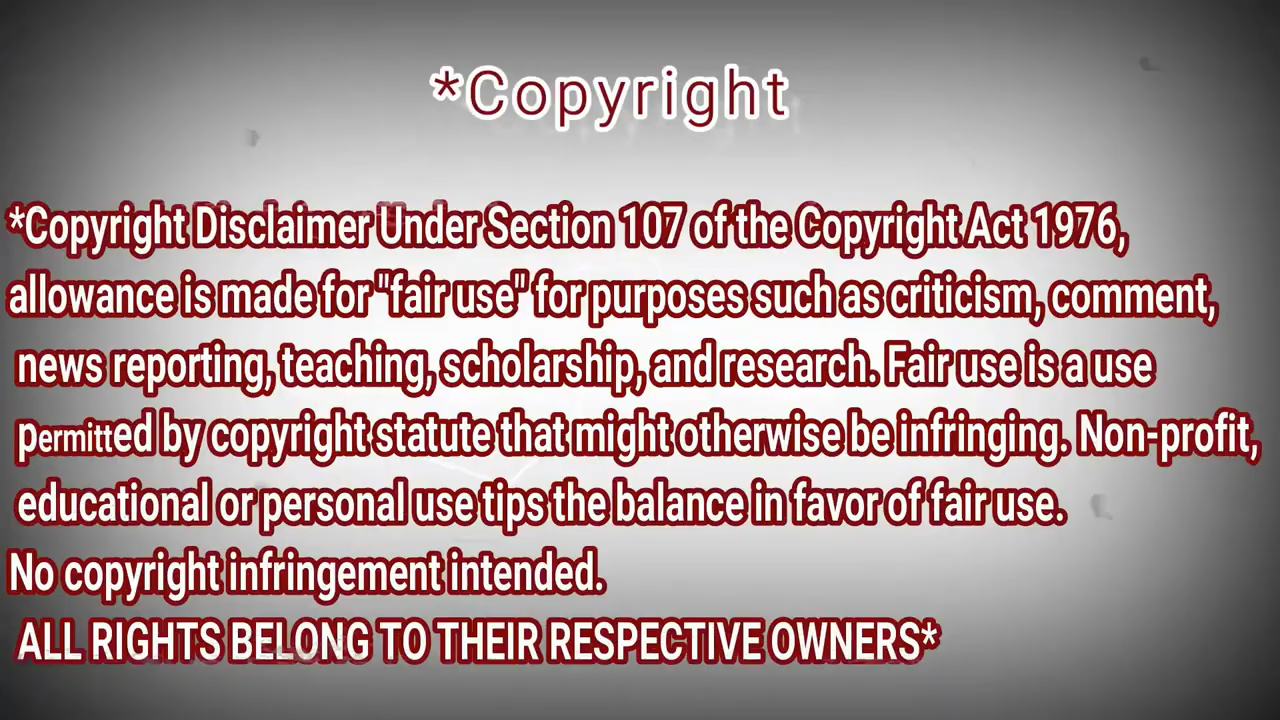 *Copyright
*Copyright Disclaimer Under Section 107 of the Copyright Act 1976,
allowance is made for "fair use" for purposes such as criticism, comment,
news reporting, teaching, scholarship, and research. Fair use is a use
permitted by copyright statute that might otherwise be infringing. Non-profit,
educational or personal use tips the balance in favor of fair use.
No copyright infringement intended.
ALL RIGHTS BELONG TO THEIR RESPECTIVE OWNERS*